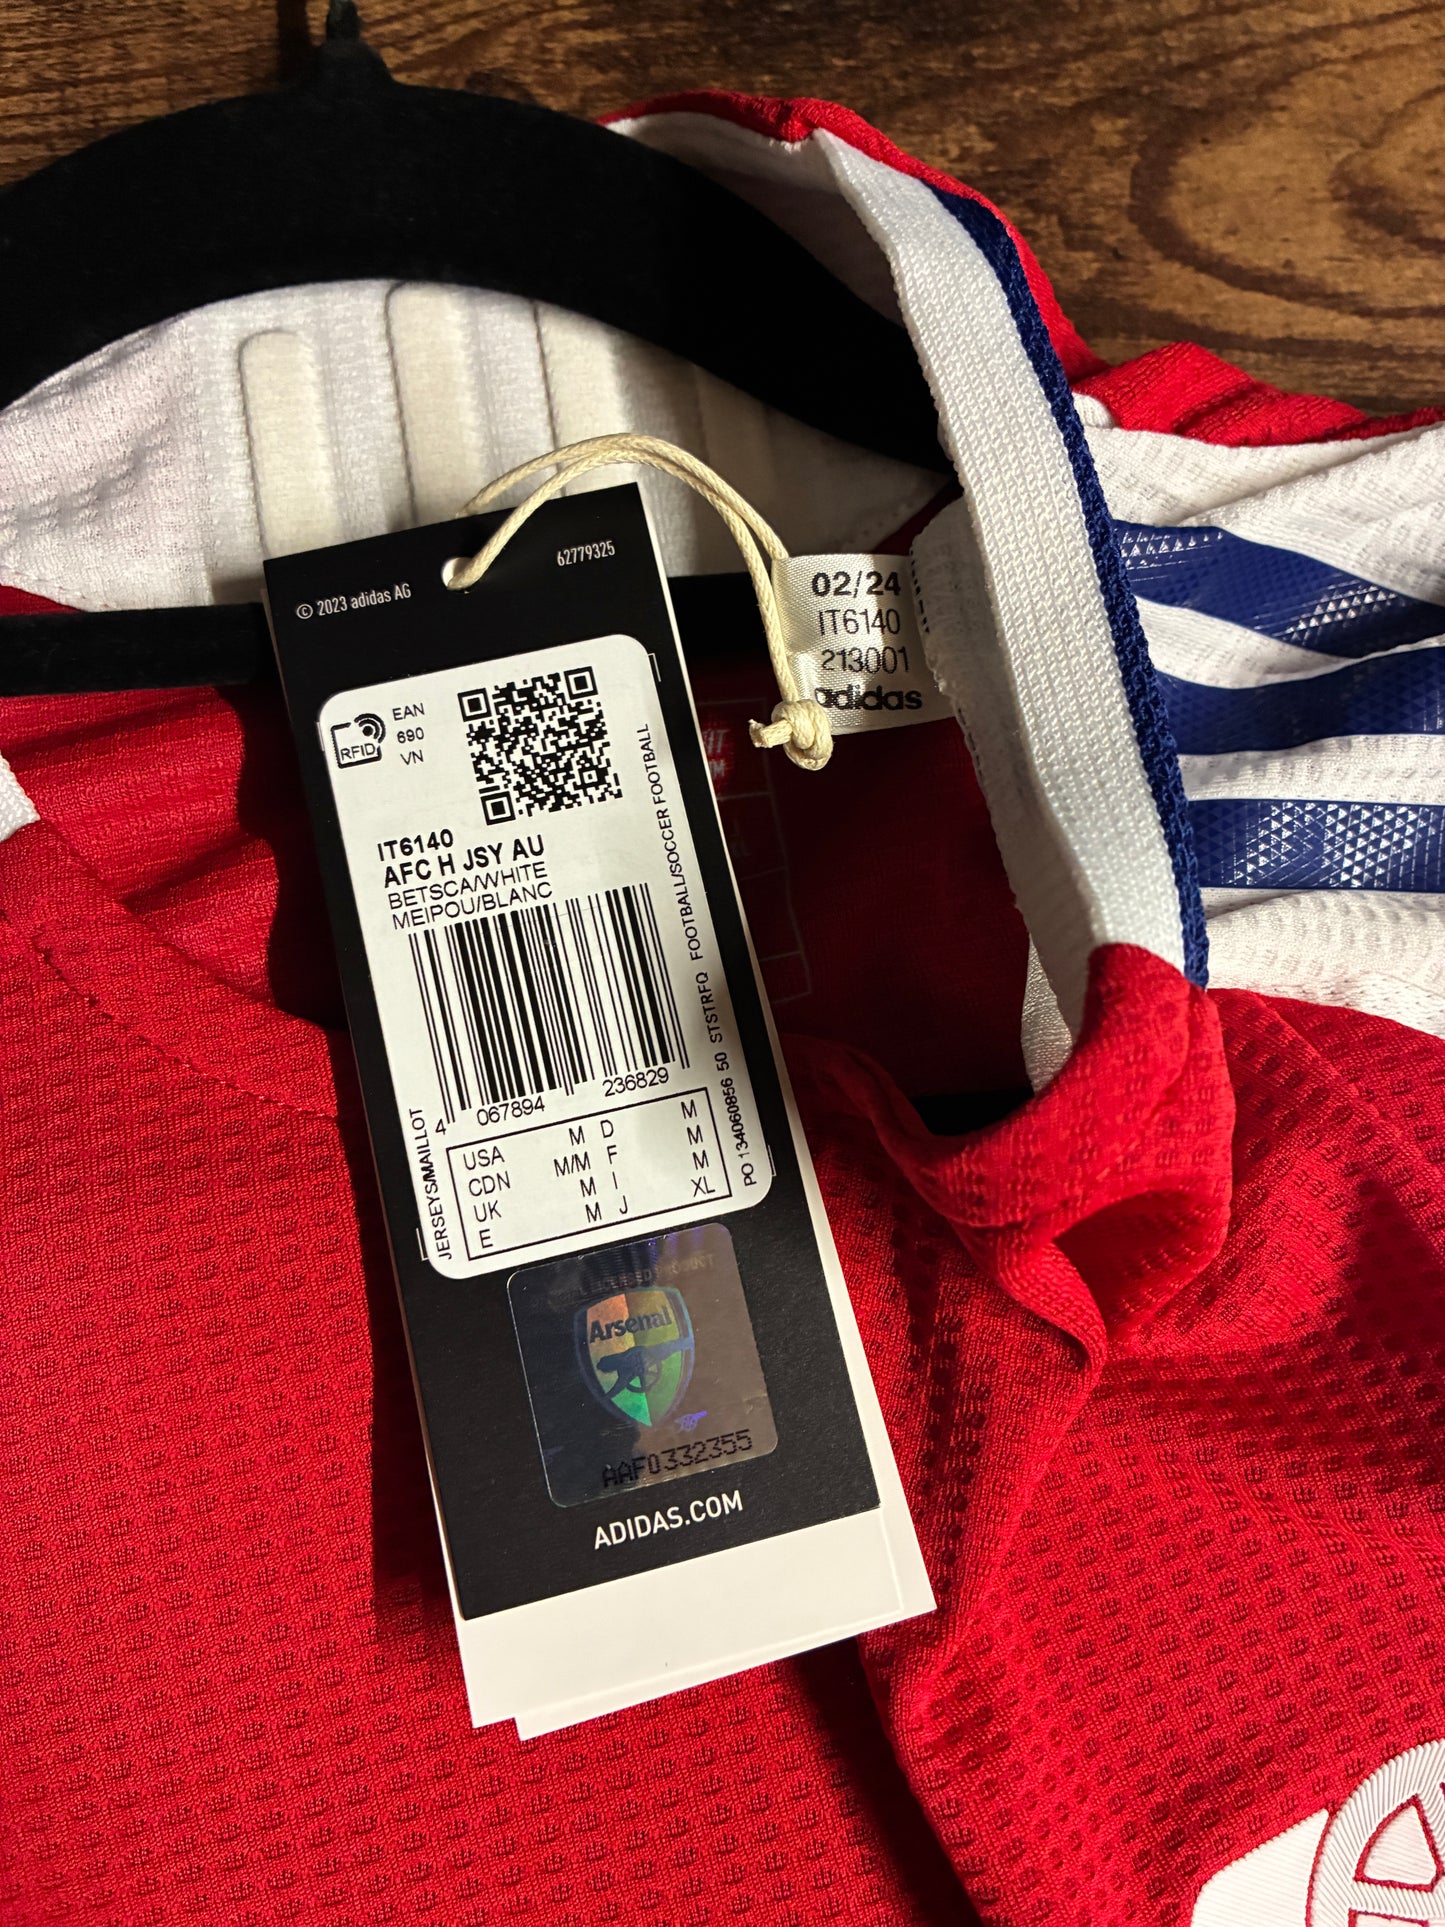 © 2023 adidas AG
62779325
RFID
EAN
690
VN
IT6140
AFC H JSY AU
BETSCA/WHITE
MEIPOU/BLANC
4 067894 236829
JERSEYS/MAILLOT
PO 134060856 50 STSTRFQ FOOTBALL/SOCCER FOOTBALL
USA M D M
CDN M/M F M
UK M I M
E M J XL
LICENSED PRODUCT
Arsenal
AAF0332355
ADIDAS.COM
02/24
IT6140
213001
adidas